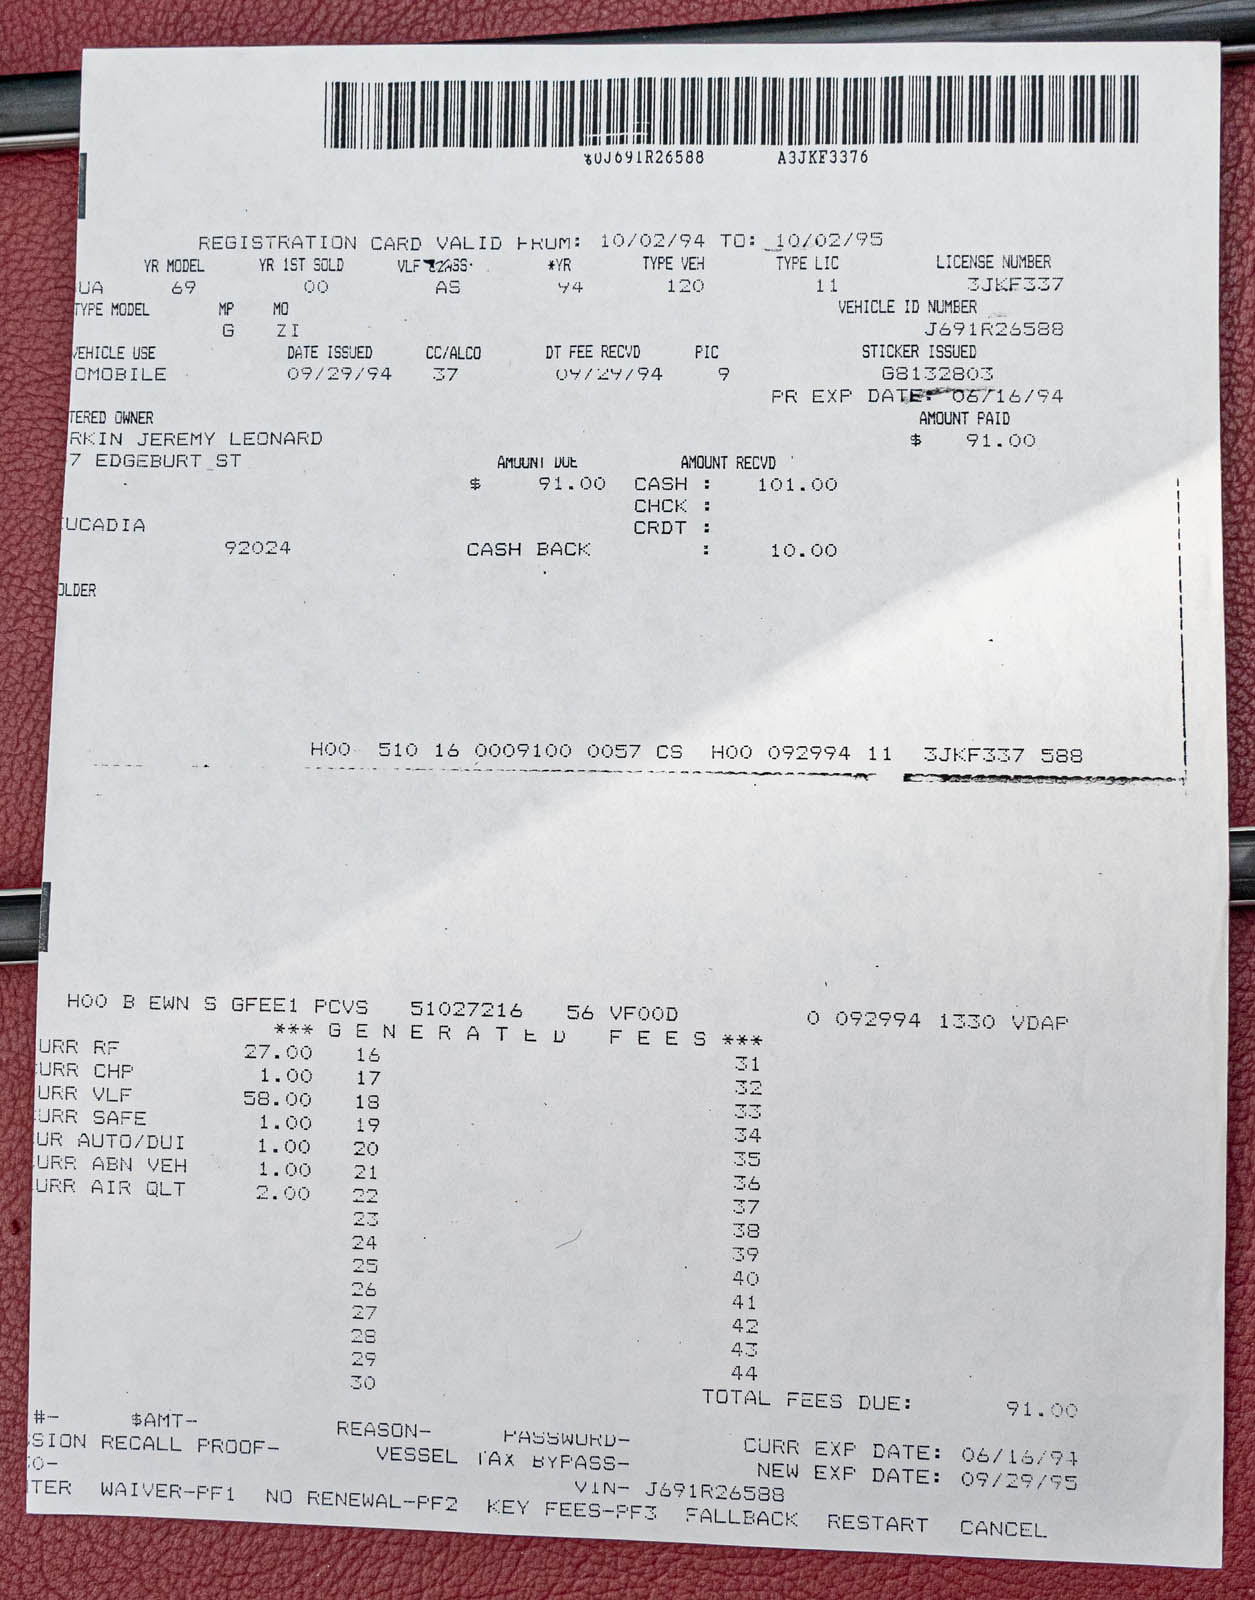 %0J691R26588 A3JKF3376
REGISTRATION CARD VALID FROM: 10/02/94 TO: 10/02/95
YR MODEL YR 1ST SOLD VLF CLASS *YR TYPE VEH TYPE LIC LICENSE NUMBER
UA 69 00 AS 94 120 11 3JKF337
TYPE MODEL MP MO VEHICLE ID NUMBER
G ZI J691R26588
VEHICLE USE DATE ISSUED CC/ALCO DT FEE RECVD PIC STICKER ISSUED
OMOBILE 09/29/94 37 09/29/94 9 G8132803
PR EXP DATE: 06/16/94
TERED OWNER AMOUNT PAID
RKIN JEREMY LEONARD $ 91.00
7 EDGEBURT ST AMOUNT DUE AMOUNT RECVD
$ 91.00 CASH : 101.00
CHCK :
UCADIA CRDT :
92024 CASH BACK : 10.00
OLDER
H00 510 16 0009100 0057 CS H00 092994 11 3JKF337 588
H00 B EWN S GFEE1 PCVS 51027216 56 VF00D 0 092994 1330 VDAP
*** G E N E R A T E D F E E S ***
URR RF 27.00 16 31
URR CHP 1.00 17 32
URR VLF 58.00 18 33
URR SAFE 1.00 19 34
UR AUTO/DUI 1.00 20 35
URR ABN VEH 1.00 21 36
URR AIR QLT 2.00 22 37
23 38
24 39
25 40
26 41
27 42
28 43
29 44
30
TOTAL FEES DUE: 91.00
#- $AMT- REASON- PASSWORD- CURR EXP DATE: 06/16/94
SION RECALL PROOF- VESSEL TAX BYPASS- NEW EXP DATE: 09/29/95
O- VIN- J691R26588
TER WAIVER-PF1 NO RENEWAL-PF2 KEY FEES-PF3 FALLBACK RESTART CANCEL